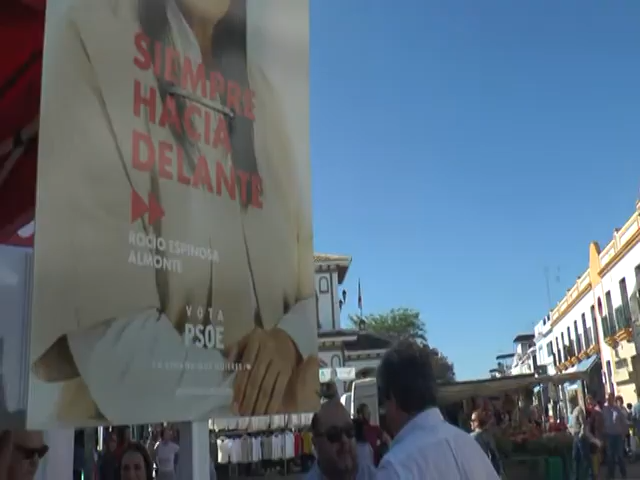 SIEMPRE
HACIA
DELANTE
ROCÍO ESPINOSA
ALMONTE
VOTA
PSOE